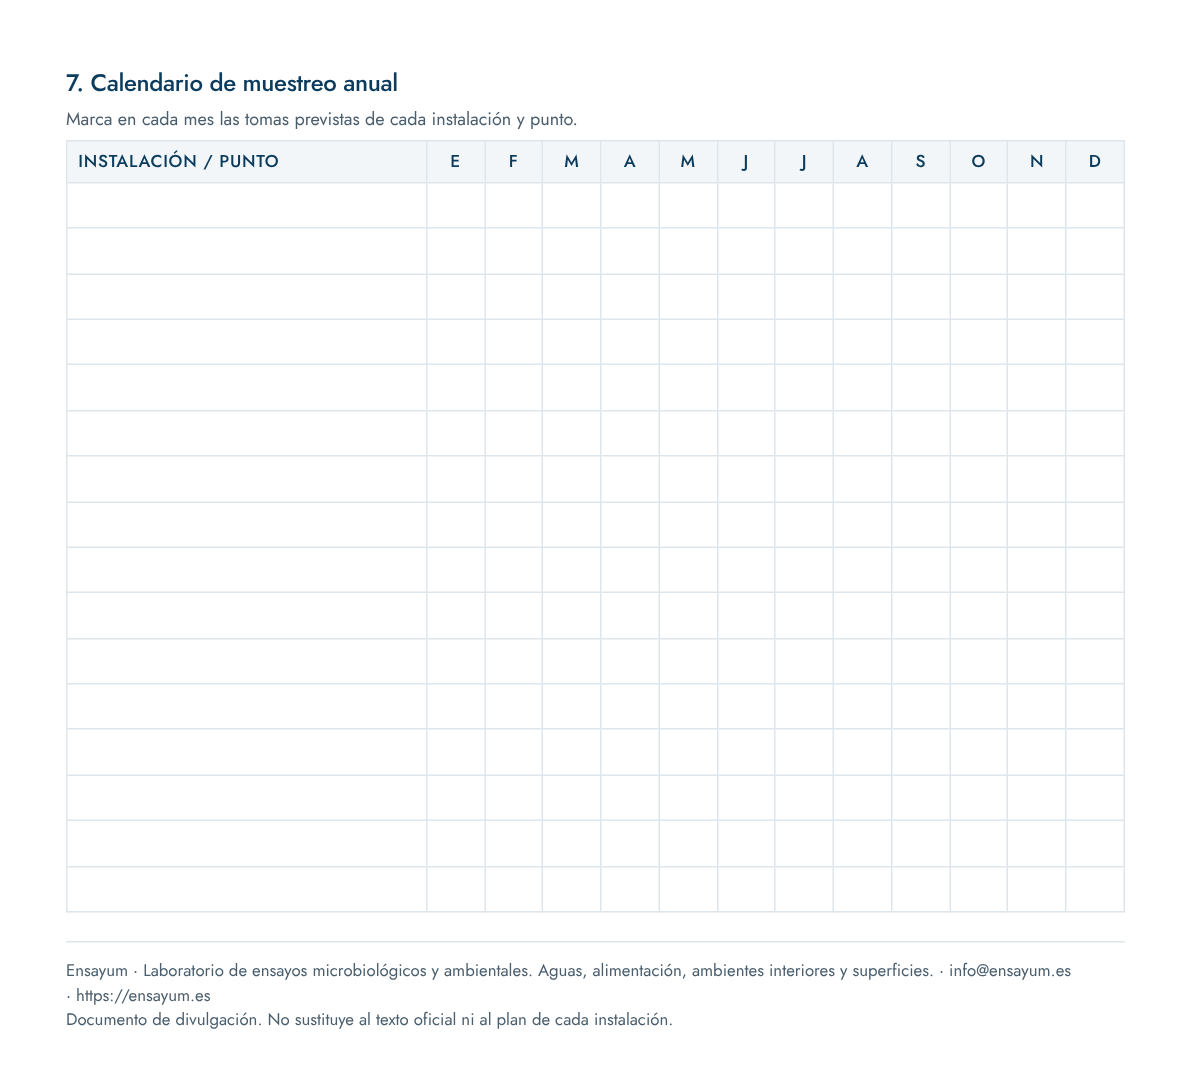 7. Calendario de muestreo anual
Marca en cada mes las tomas previstas de cada instalación y punto.
INSTALACIÓN / PUNTO E F M A M J J A S O N D
Ensayum · Laboratorio de ensayos microbiológicos y ambientales. Aguas, alimentación, ambientes interiores y superficies. · info@ensayum.es
· https://ensayum.es
Documento de divulgación. No sustituye al texto oficial ni al plan de cada instalación.